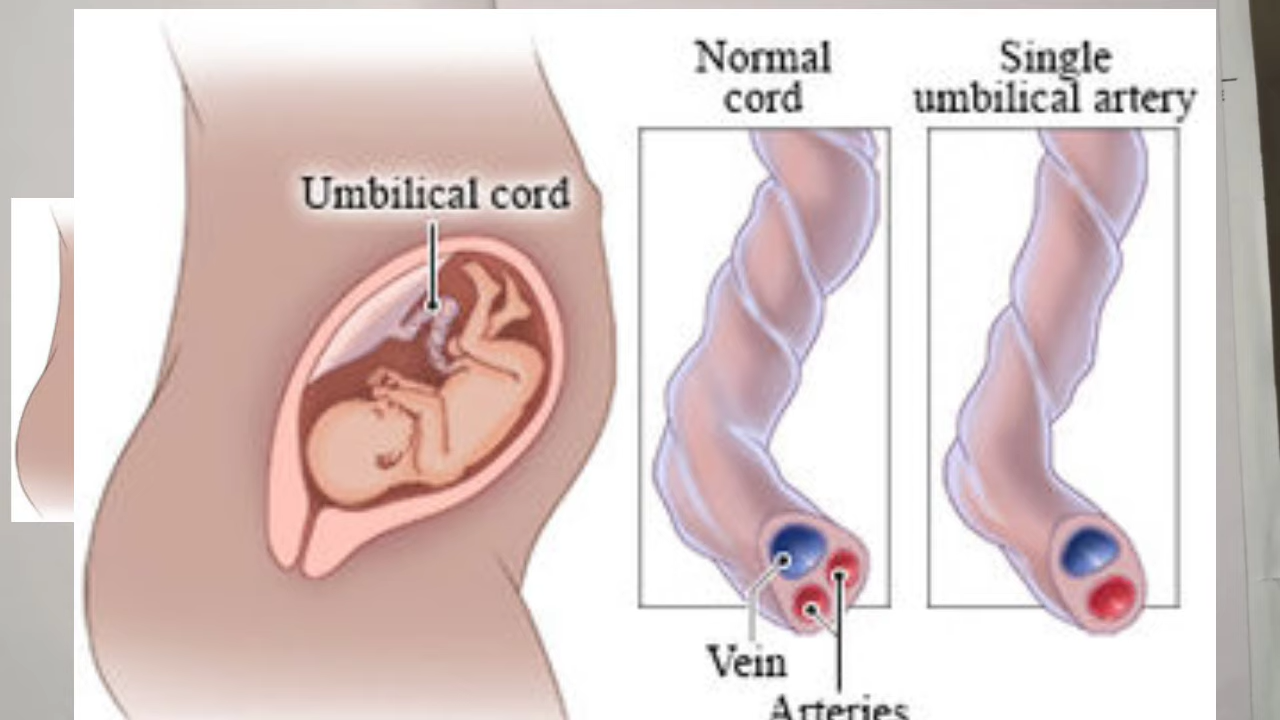 Normal
cord
Single
umbilical artery
Umbilical cord
Vein
Arteries